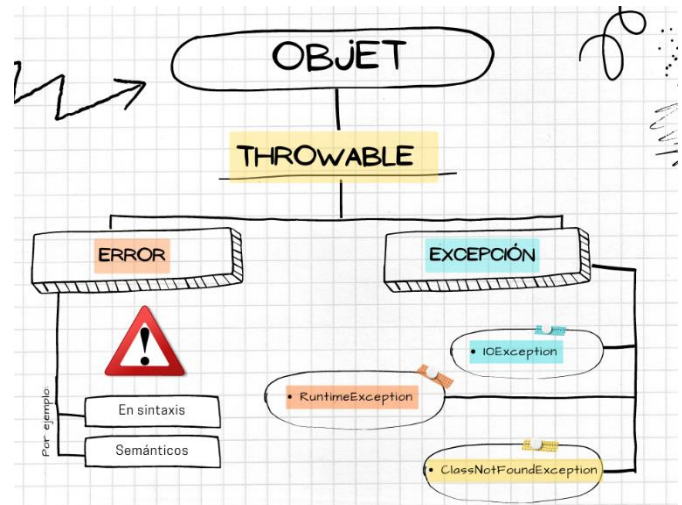 OBJET
THROWABLE
ERROR
EXCEPCIÓN
• IOException
• RuntimeException
Por ejemplo:
En sintaxis
Semánticos
• ClassNotFoundException